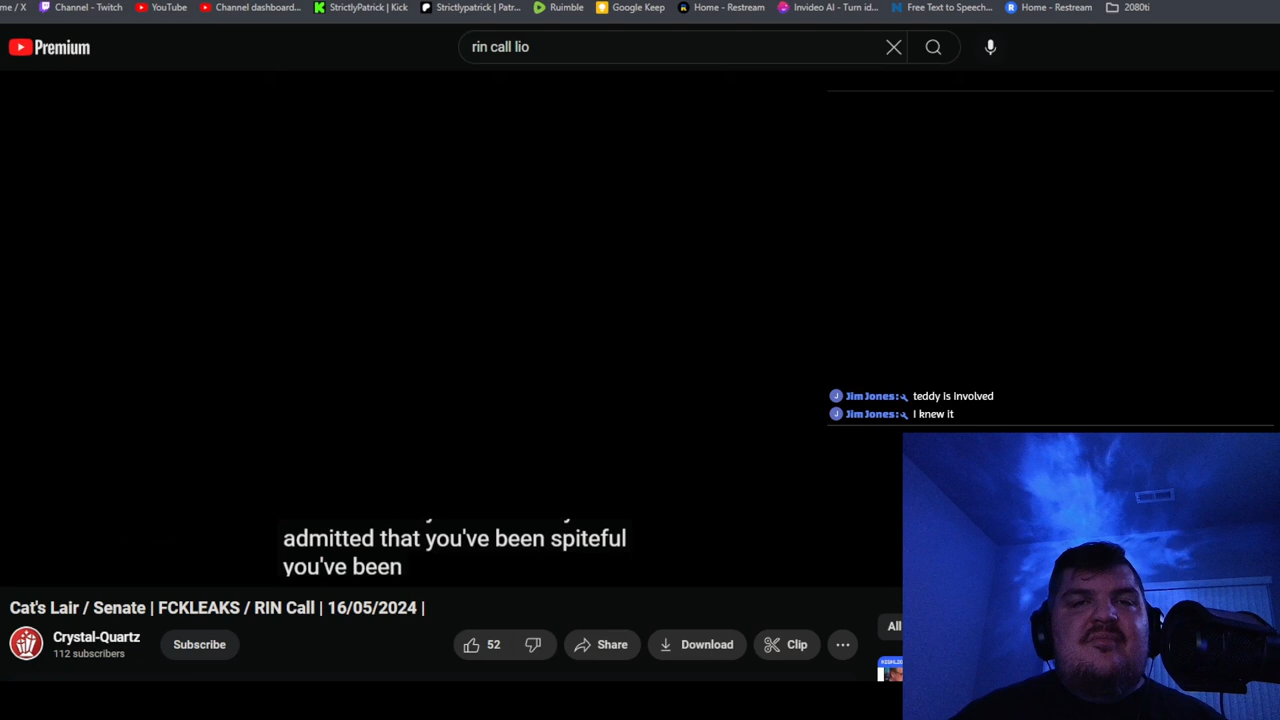 me / X
Channel - Twitch
YouTube
Channel dashboard...
StrictlyPatrick | Kick
Strictlypatrick | Patr...
Rumble
Google Keep
Home - Restream
Invideo AI - Turn id...
Free Text to Speech...
Home - Restream
2080ti
Premium
rin call lio
Jim Jones: teddy is involved
Jim Jones: I knew it
admitted that you've been spiteful
you've been
Cat's Lair / Senate | FCKLEAKS / RIN Call | 16/05/2024 |
Crystal-Quartz
112 subscribers
Subscribe
52
Share
Download
Clip
All